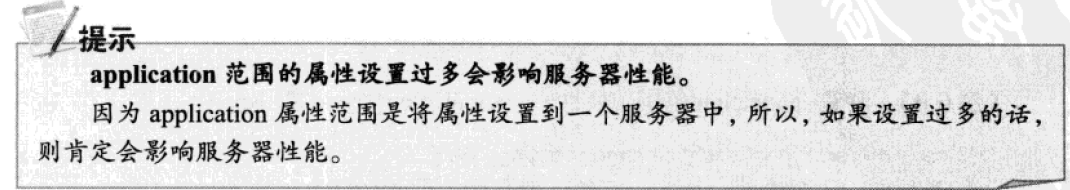 提示
application 范围的属性设置过多会影响服务器性能。
因为 application 属性范围是将属性设置到一个服务器中，所以，如果设置过多的话，
则肯定会影响服务器性能。